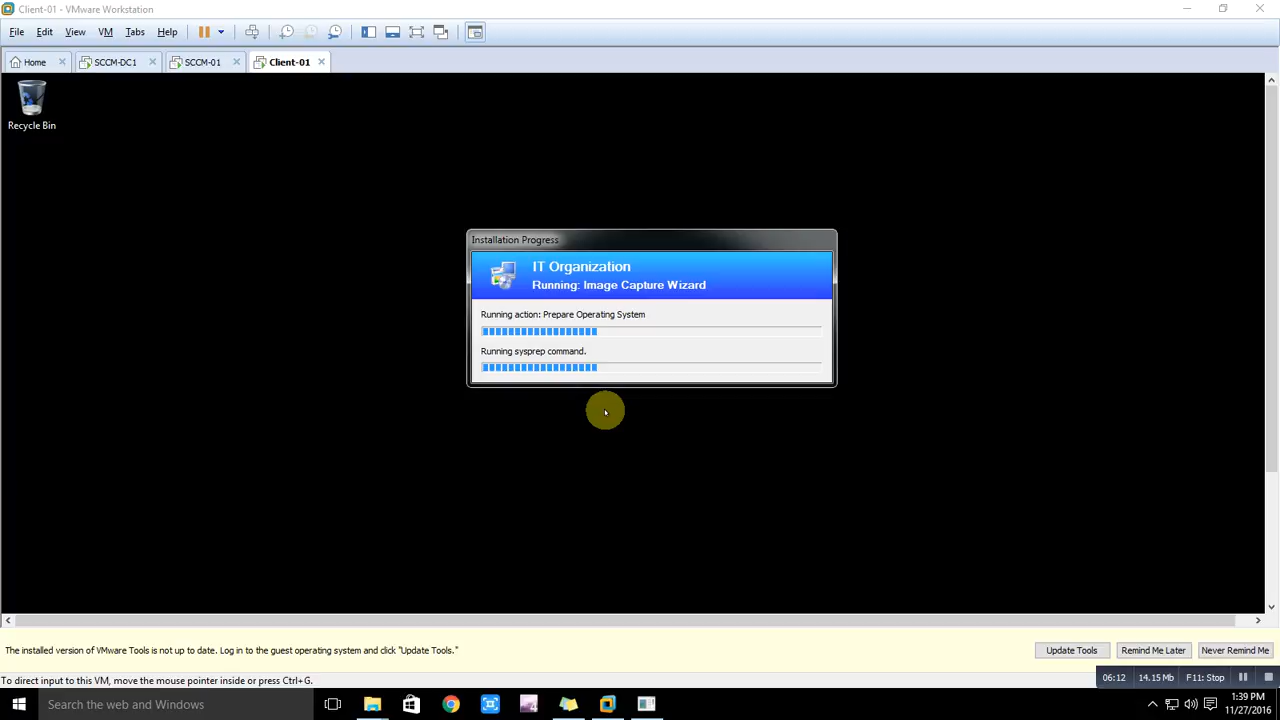 Client-01 - VMware Workstation
File Edit View VM Tabs Help
Home SCCM-DC1 SCCM-01 Client-01
Recycle Bin
Installation Progress
IT Organization
Running: Image Capture Wizard
Running action: Prepare Operating System
Running sysprep command.
The installed version of VMware Tools is not up to date. Log in to the guest operating system and click "Update Tools."
Update Tools Remind Me Later Never Remind Me
To direct input to this VM, move the mouse pointer inside or press Ctrl+G.
06:12 14.15 Mb F11: Stop
Search the web and Windows
1:39 PM
11/27/2016